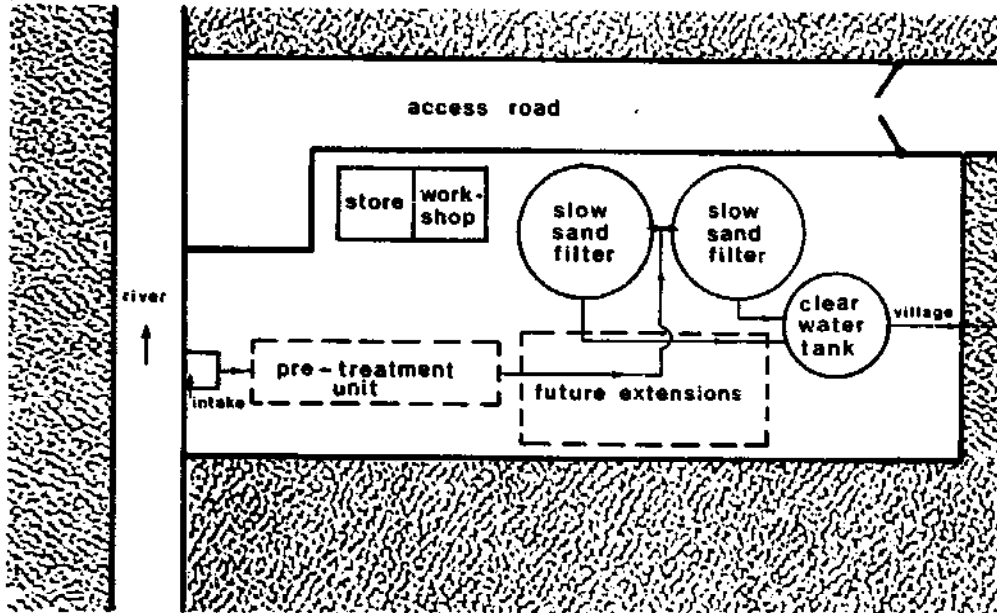 access road
store
work-
shop
slow
sand
filter
slow
sand
filter
river
clear
water
tank
village
pre-treatment
unit
future extensions
intake